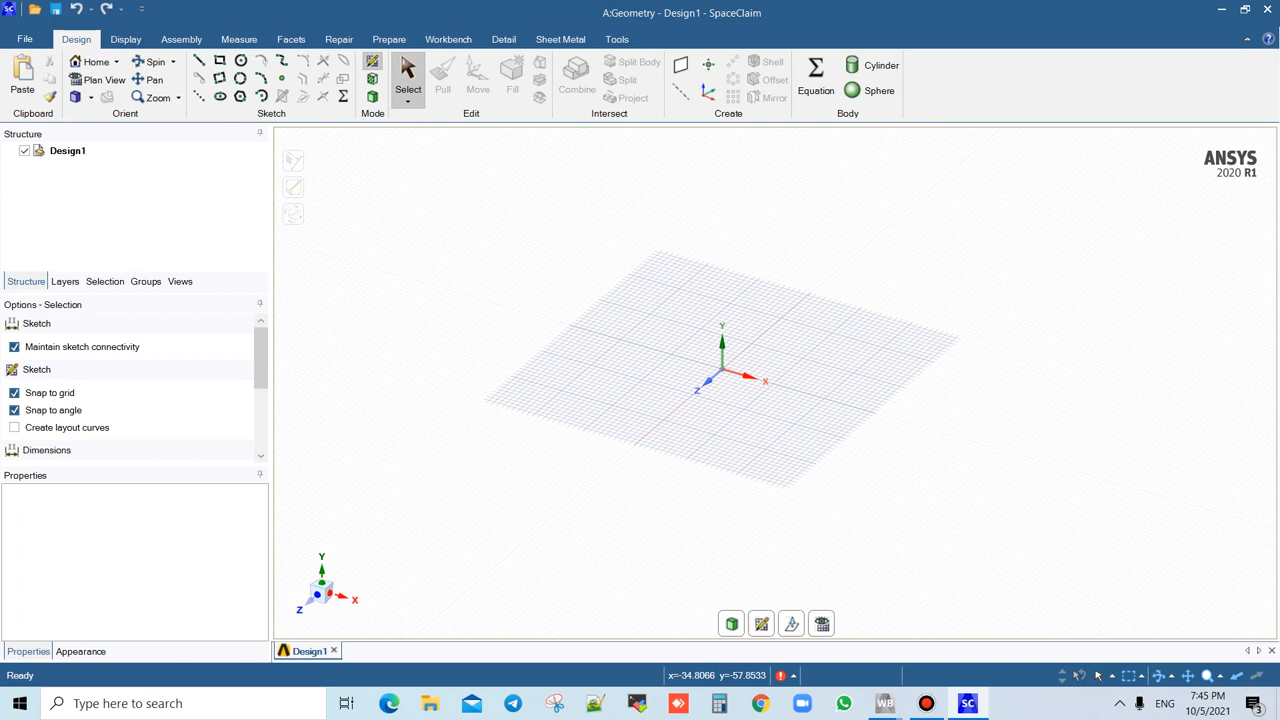 A:Geometry - Design1 - SpaceClaim
File Design Display Assembly Measure Facets Repair Prepare Workbench Detail Sheet Metal Tools
Paste
Home Spin
Plan View Pan
Zoom
Select Pull Move Fill
Combine
Split Body
Split
Project
Shell
Offset
Mirror
Equation
Cylinder
Sphere
Clipboard Orient Sketch Mode Edit Intersect Create Body
Structure
Design1
Structure Layers Selection Groups Views
Options - Selection
Sketch
Maintain sketch connectivity
Sketch
Snap to grid
Snap to angle
Create layout curves
Dimensions
Properties
Properties Appearance
ANSYS
2020 R1
Y
X
Z
Y
X
Z
Design1
Ready
x=-34.8066 y=-57.8533
Type here to search
WB
SC
ENG
7:45 PM
10/5/2021
3